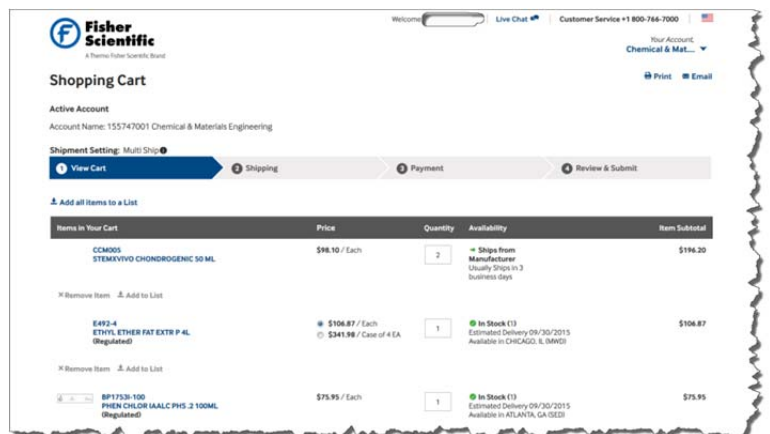 Fisher Scientific
A Thermo Fisher Scientific Brand
Welcome
Live Chat
Customer Service +1 800-766-7000
Your Account,
Chemical & Mat....
Shopping Cart
Print
Email
Active Account
Account Name: 155747001 Chemical & Materials Engineering
Shipment Setting: Multi Ship
1 View Cart
2 Shipping
3 Payment
4 Review & Submit
Add all items to a List
Items in Your Cart Price Quantity Availability Item Subtotal
CCM005 $98.10 / Each 2 Ships from $196.20
STEMXVIVO CHONDROGENIC 50 ML Manufacturer
Usually Ships in 3
business days
Remove Item Add to List
E492-4 $106.87 / Each 1 In Stock (1) $106.87
ETHYL ETHER FAT EXTR P 4L $341.98 / Case of 4 EA Estimated Delivery 09/30/2015
(Regulated) Available in CHICAGO, IL (MWD)
Remove Item Add to List
BP1753I-100 $75.95 / Each 1 In Stock (1) $75.95
PHEN CHLOR IAALC PH5 .2 100ML Estimated Delivery 09/30/2015
(Regulated) Available in ATLANTA, GA (SED)